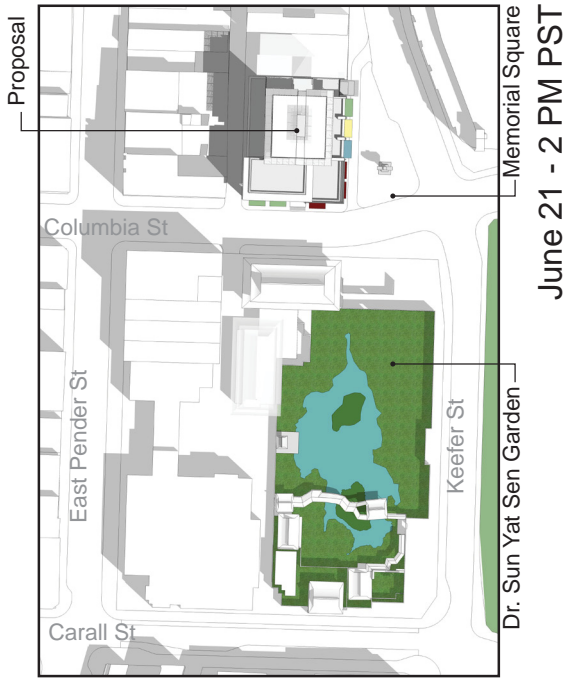 Proposal
Columbia St
Memorial Square
June 21 - 2 PM PST
East Pender St
Keefer St
Dr. Sun Yat Sen Garden
Carall St